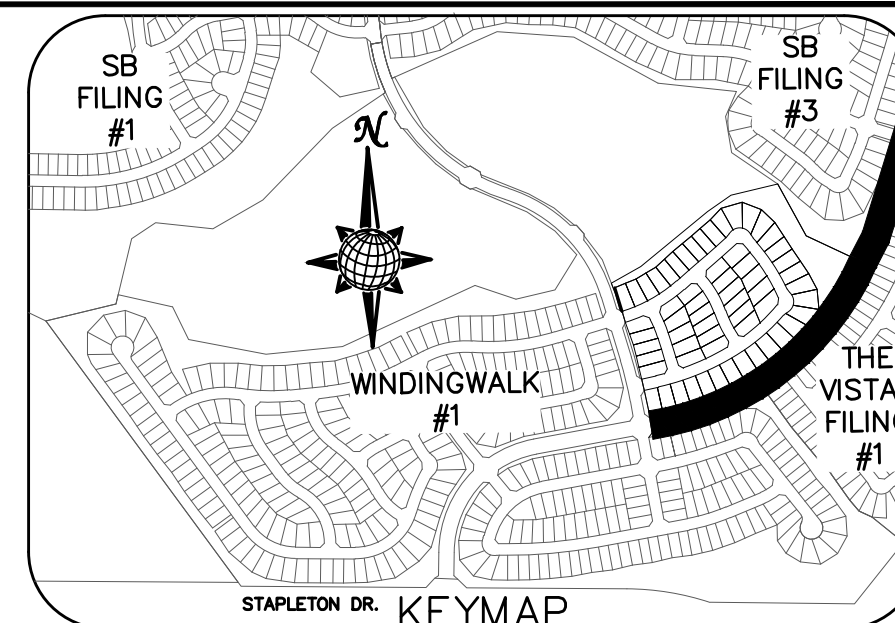 SB
FILING
#1
SB
FILING
#3
N
WINDINGWALK
#1
THE
VISTA
FILING
#1
STAPLETON DR.
KEYMAP